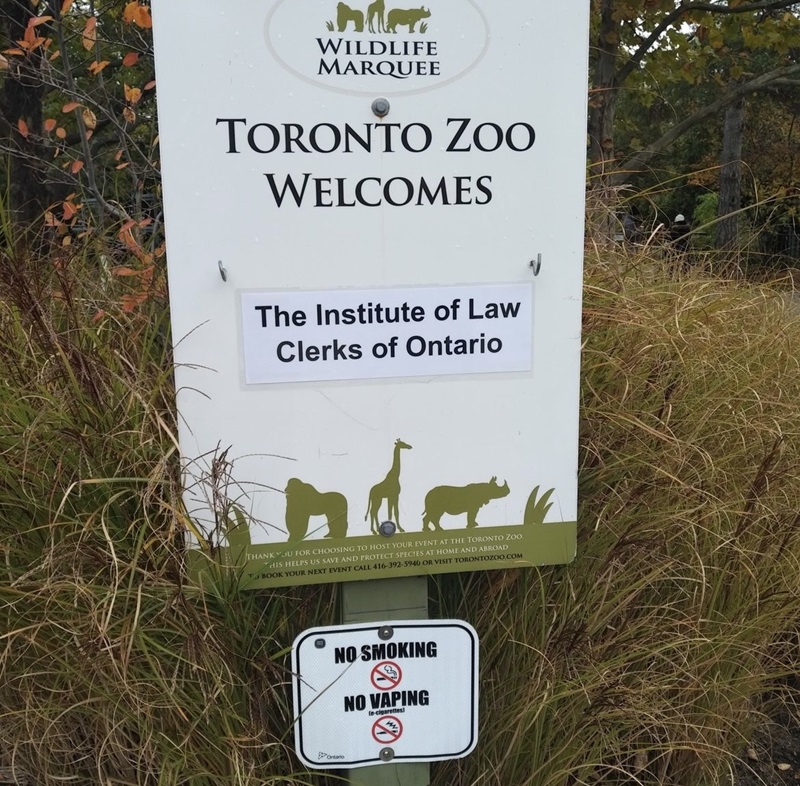 WILDLIFE
MARQUEE
TORONTO ZOO
WELCOMES
The Institute of Law
Clerks of Ontario
THANK YOU FOR CHOOSING TO HOST YOUR EVENT AT THE TORONTO ZOO.
THIS HELPS US SAVE AND PROTECT SPECIES AT HOME AND ABROAD
TO BOOK YOUR NEXT EVENT CALL 416-392-5940 OR VISIT TORONTOZOO.COM
NO SMOKING
NO VAPING
(e-cigarettes)
Ontario